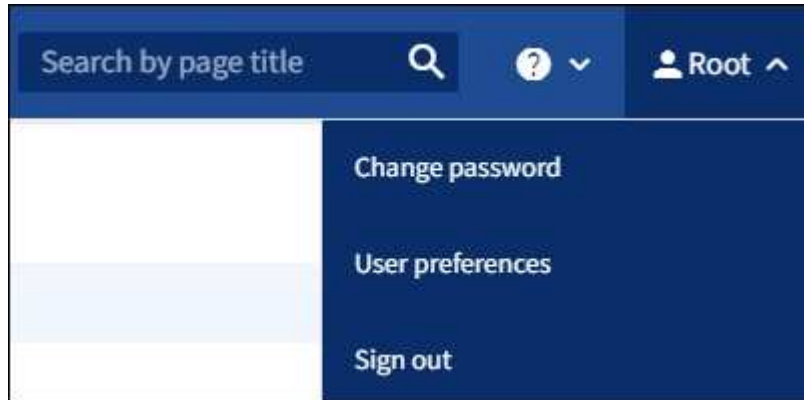 Search by page title
Root
Change password
User preferences
Sign out